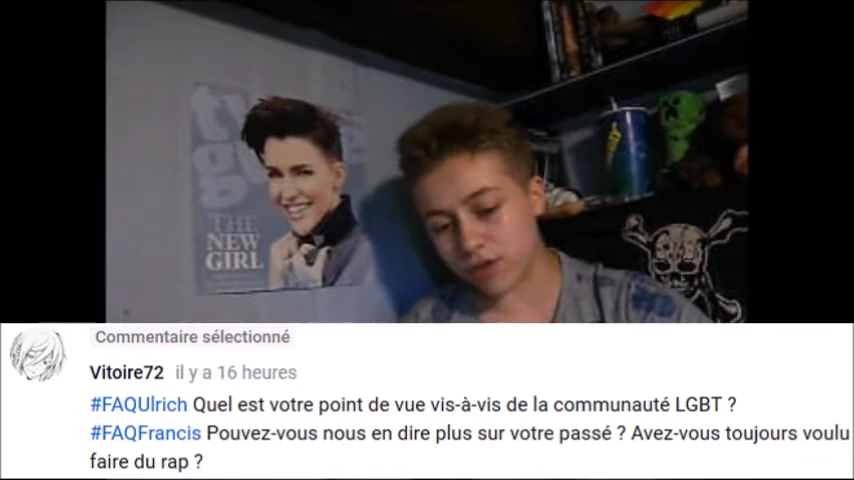 tv
gu e
THE
NEW
GIRL
Commentaire sélectionné
Vitoire72 il y a 16 heures
#FAQUlrich Quel est votre point de vue vis-à-vis de la communauté LGBT ?
#FAQFrancis Pouvez-vous nous en dire plus sur votre passé ? Avez-vous toujours voulu
faire du rap ?